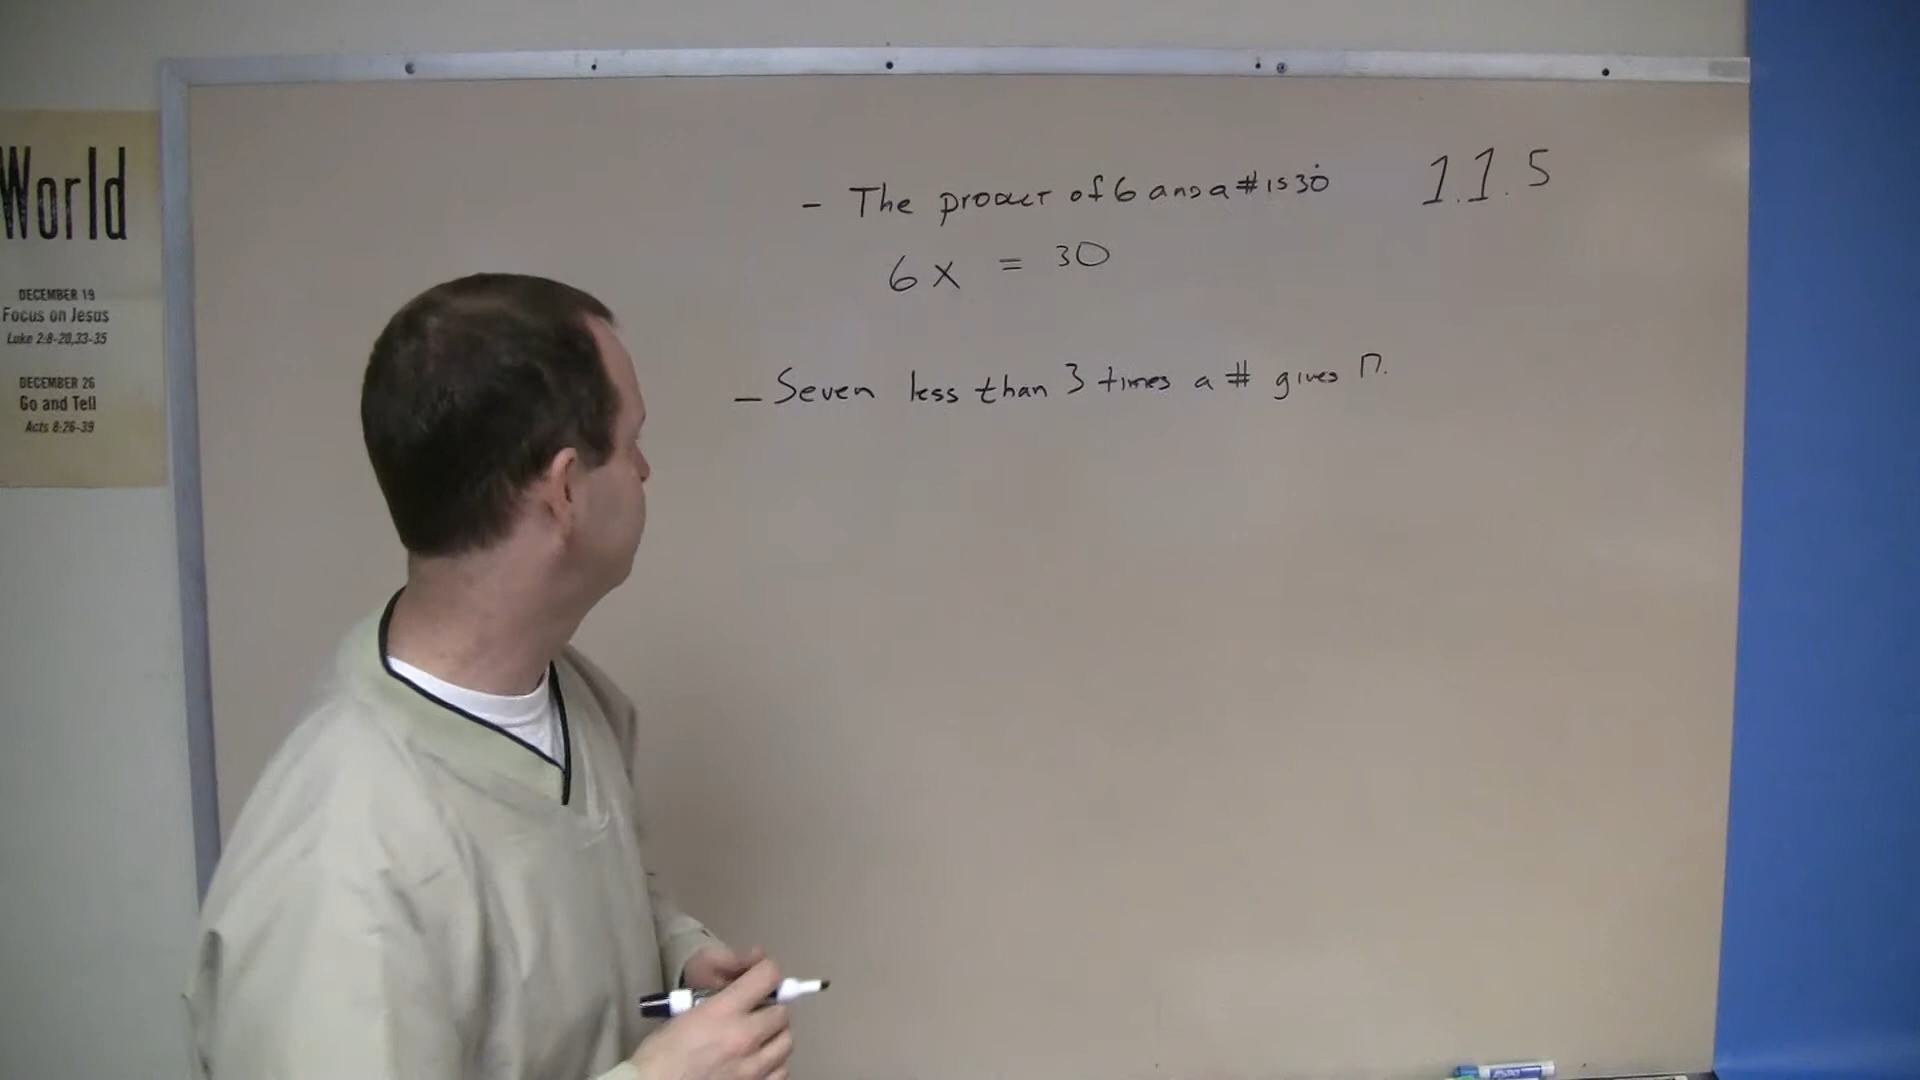 World
DECEMBER 19
Focus on Jesus
Luke 2:8-20,33-35
DECEMBER 26
Go and Tell
Acts 8:26-39
- The product of 6 and a # is 30
1.1.5
6x = 30
- Seven less than 3 times a # gives 17.
EXPO